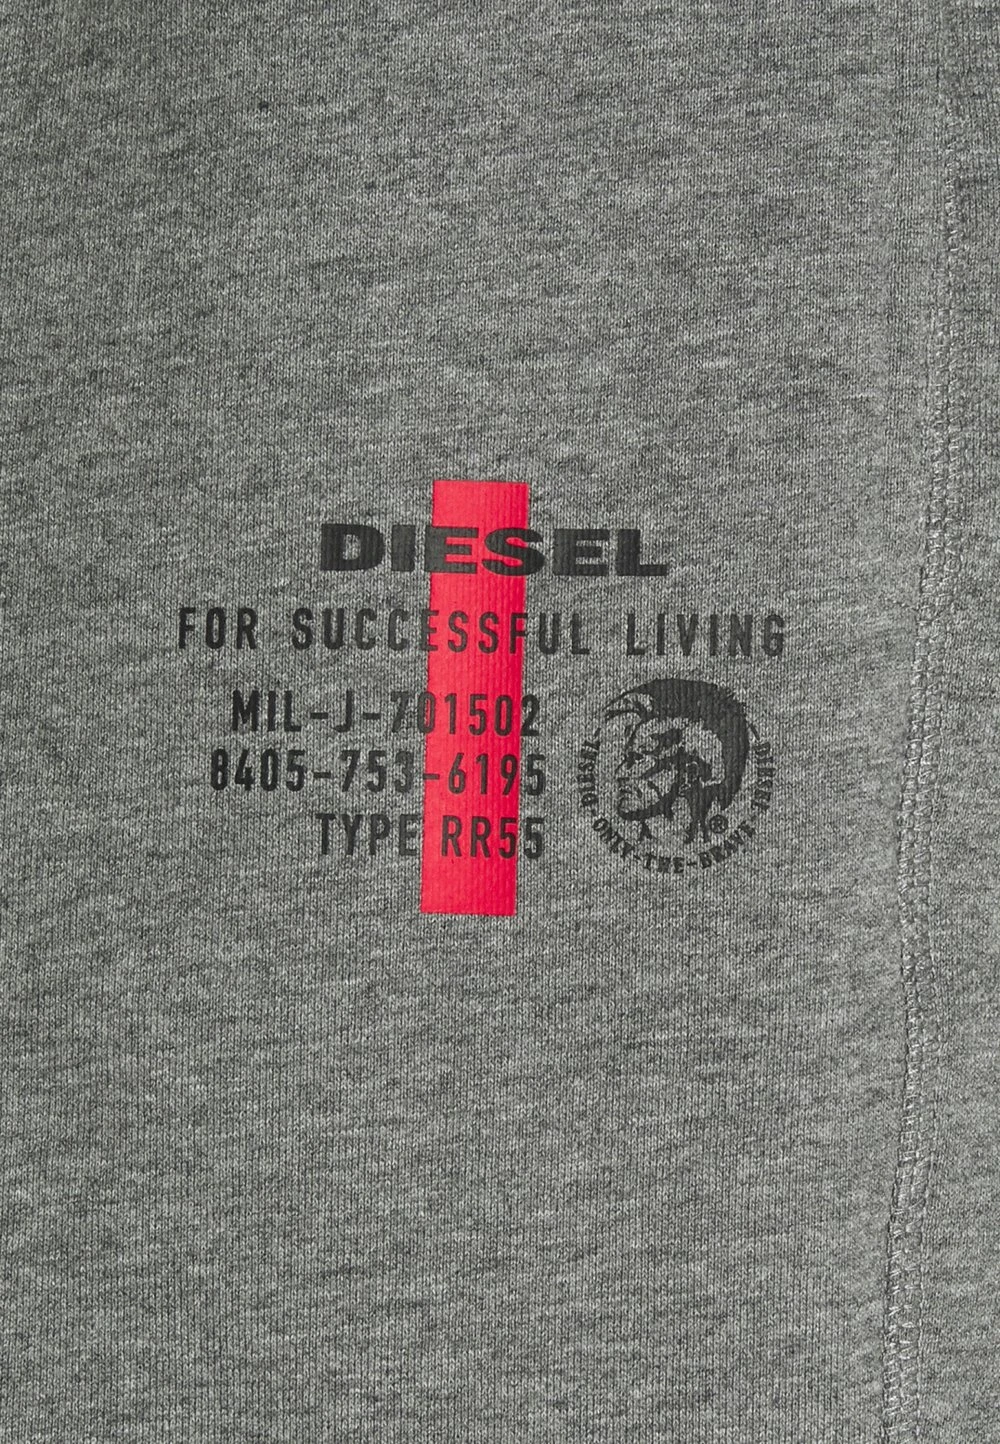 DIESEL
FOR SUCCESSFUL LIVING
MIL-J-701502
8405-753-6195
TYPE RR55
DIESEL-ONLY-THE-BRAVE-DIESEL-
®